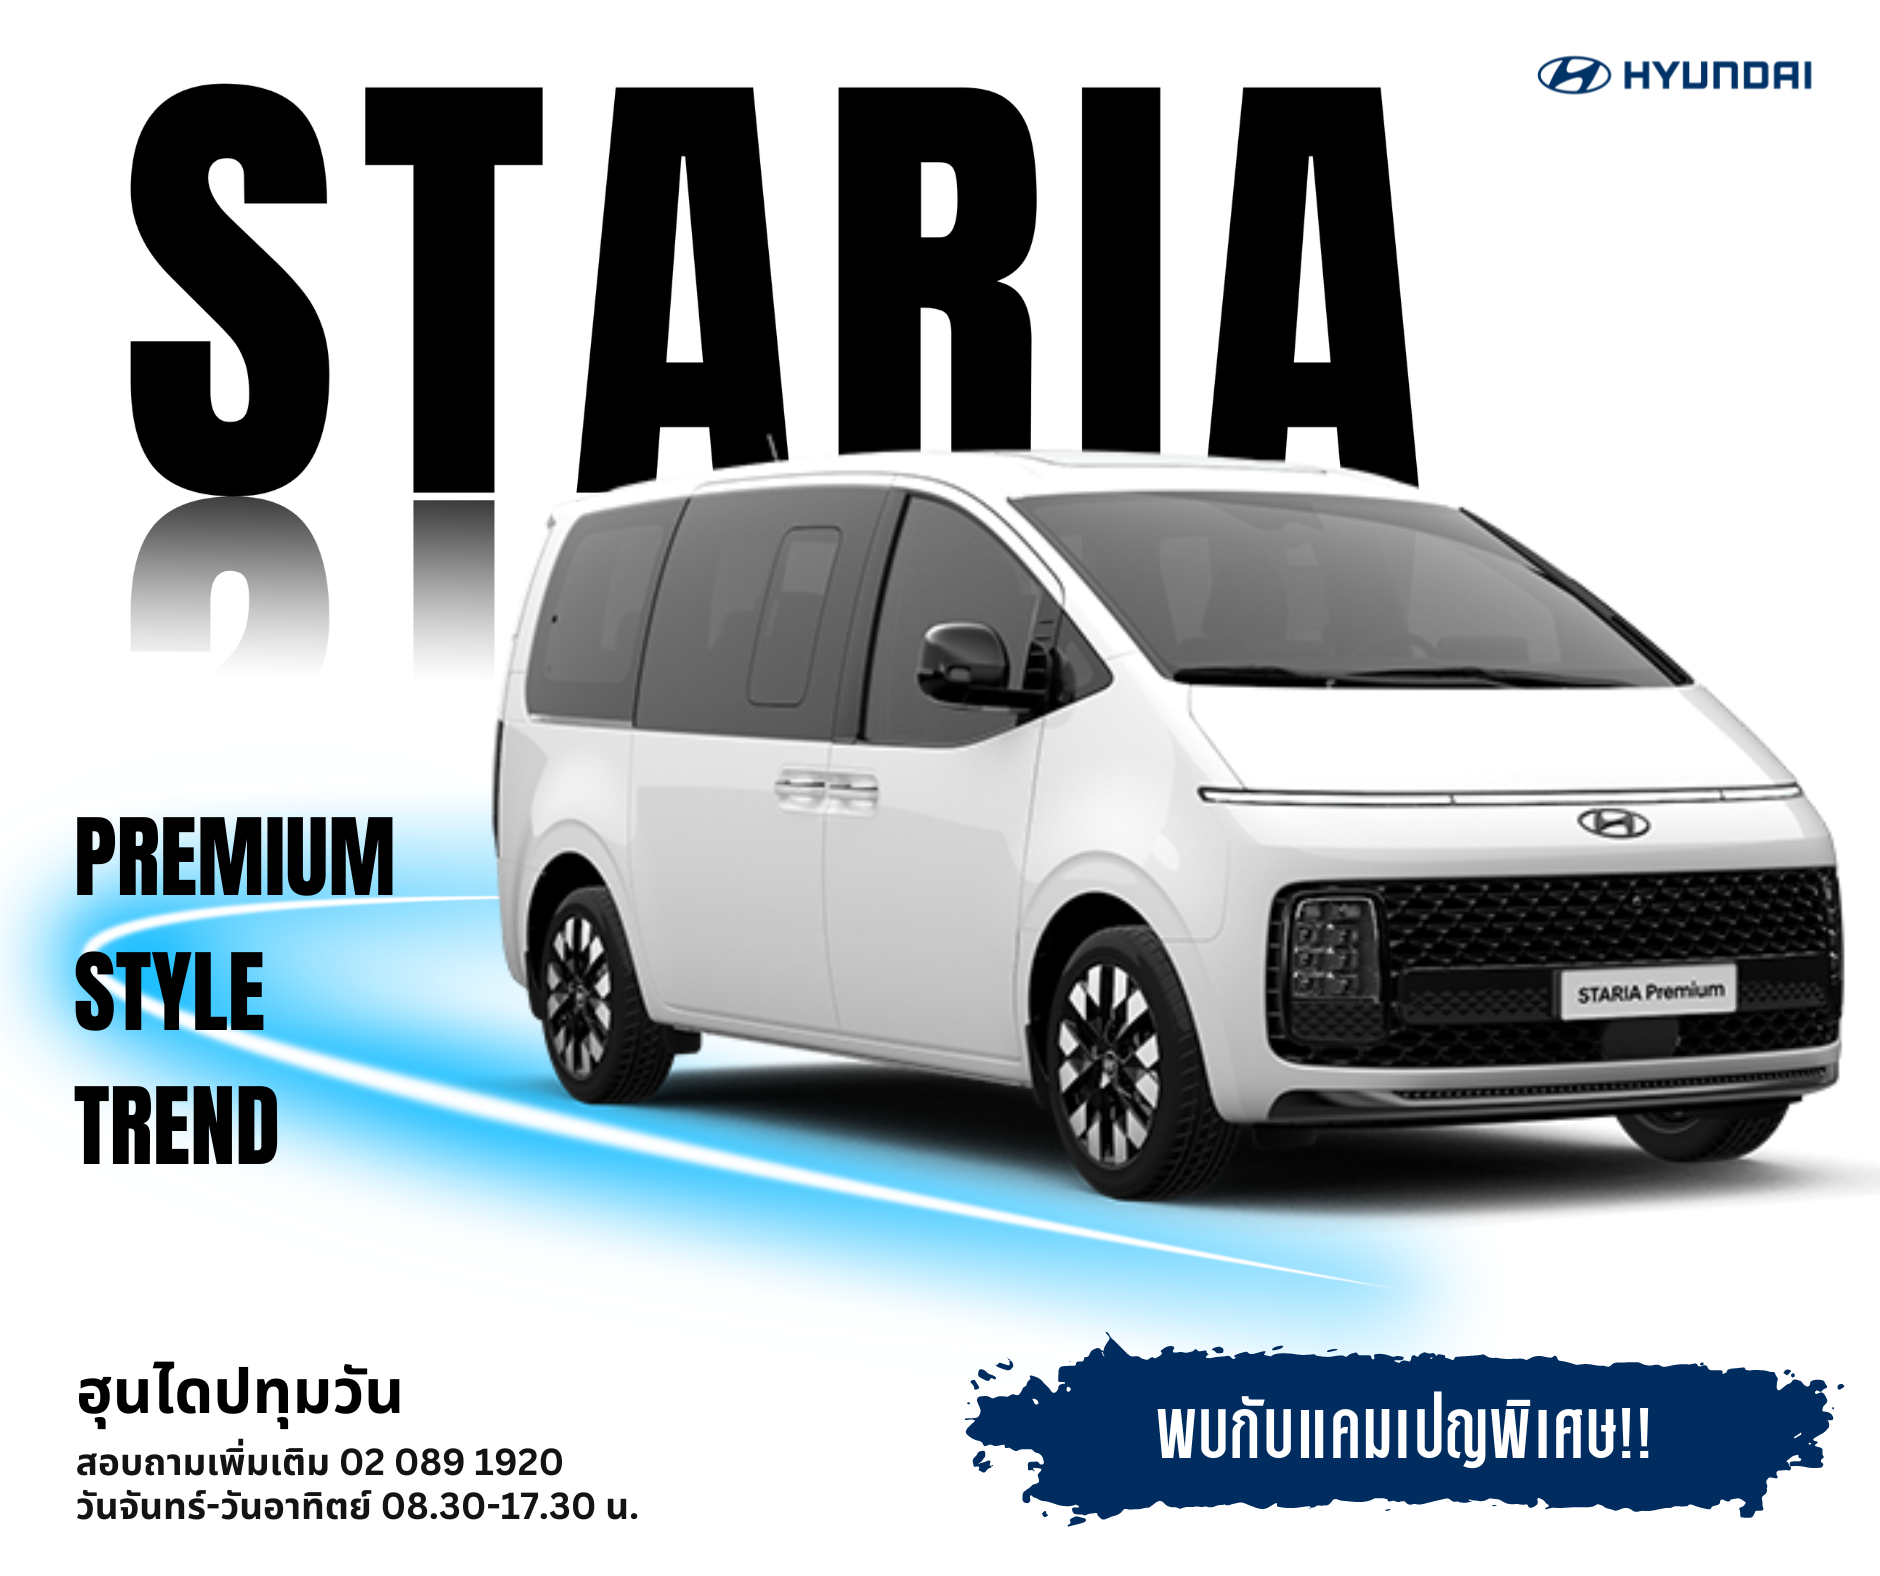 HYUNDAI
STARIA
PREMIUM
STYLE
TREND
STARIA Premium
ฮุนไดปทุมวัน
สอบถามเพิ่มเติม 02 089 1920
วันจันทร์-วันอาทิตย์ 08.30-17.30 น.
พบกับแคมเปญพิเศษ!!